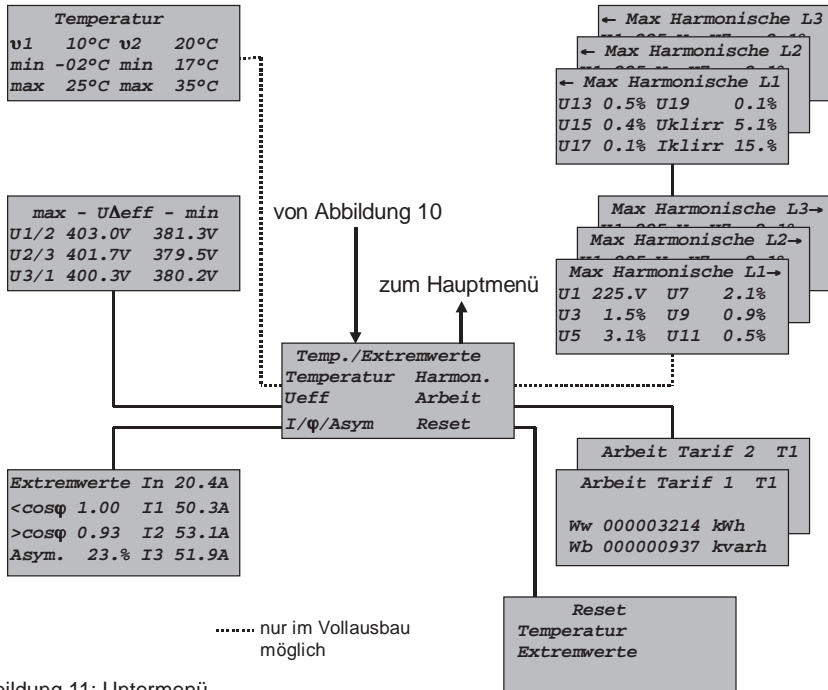 Temperatur
υ1 10°C υ2 20°C
min -02°C min 17°C
max 25°C max 35°C
← Max Harmonische L3
← Max Harmonische L2
← Max Harmonische L1
U13 0.5% U19 0.1%
U15 0.4% Uklirr 5.1%
U17 0.1% Iklirr 15.%
max - UΔeff - min
U1/2 403.0V 381.3V
U2/3 401.7V 379.5V
U3/1 400.3V 380.2V
von Abbildung 10
zum Hauptmenü
Max Harmonische L3→
Max Harmonische L2→
Max Harmonische L1→
U1 225.V U7 2.1%
U3 1.5% U9 0.9%
U5 3.1% U11 0.5%
Temp./Extremwerte
Temperatur Harmon.
Ueff Arbeit
I/φ/Asym Reset
Extremwerte In 20.4A
<cosφ 1.00 I1 50.3A
>cosφ 0.93 I2 53.1A
Asym. 23.% I3 51.9A
Arbeit Tarif 2 T1
Arbeit Tarif 1 T1
Ww 000003214 kWh
Wb 000000937 kvarh
Reset
Temperatur
Extremwerte
nur im Vollausbau
möglich
bildung 11: Untermenü